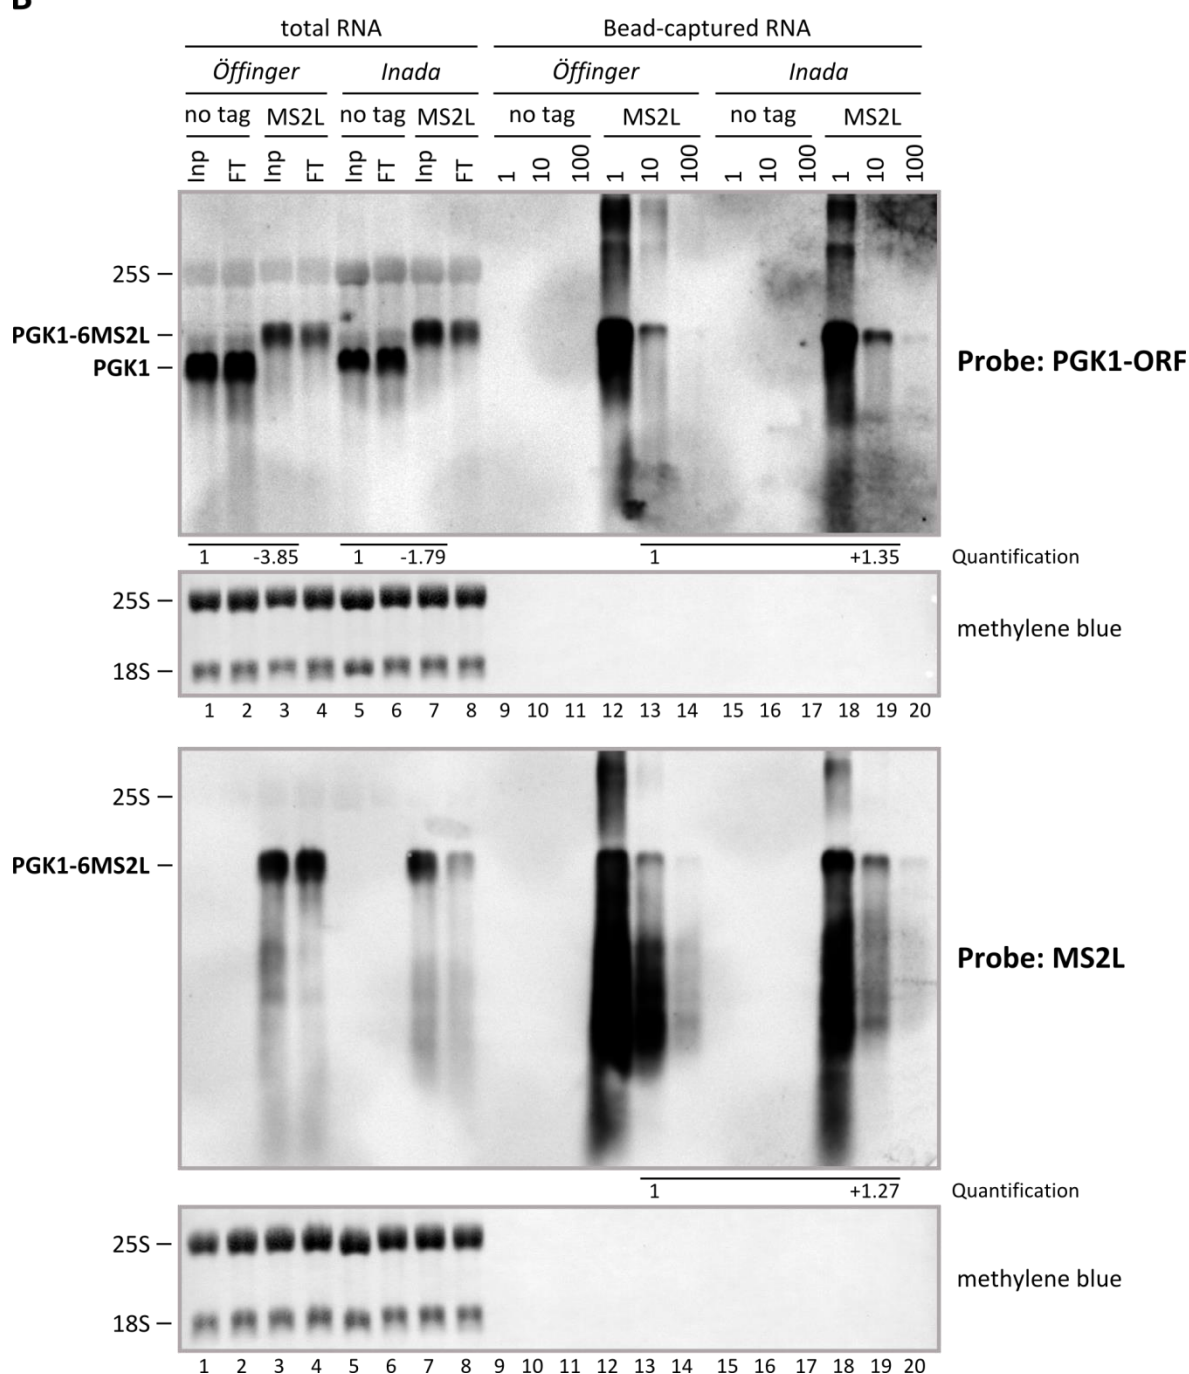 B
total RNA Bead-captured RNA
Öffinger Inada Öffinger Inada
no tag MS2L no tag MS2L no tag MS2L no tag MS2L
Inp FT Inp FT Inp FT Inp FT 1 10 100 1 10 100 1 10 100 1 10 100
25S
PGK1-6MS2L
PGK1
Probe: PGK1-ORF
1 -3.85 1 -1.79 1 +1.35 Quantification
25S
methylene blue
18S
1 2 3 4 5 6 7 8 9 10 11 12 13 14 15 16 17 18 19 20
25S
PGK1-6MS2L
Probe: MS2L
1 +1.27 Quantification
25S
methylene blue
18S
1 2 3 4 5 6 7 8 9 10 11 12 13 14 15 16 17 18 19 20